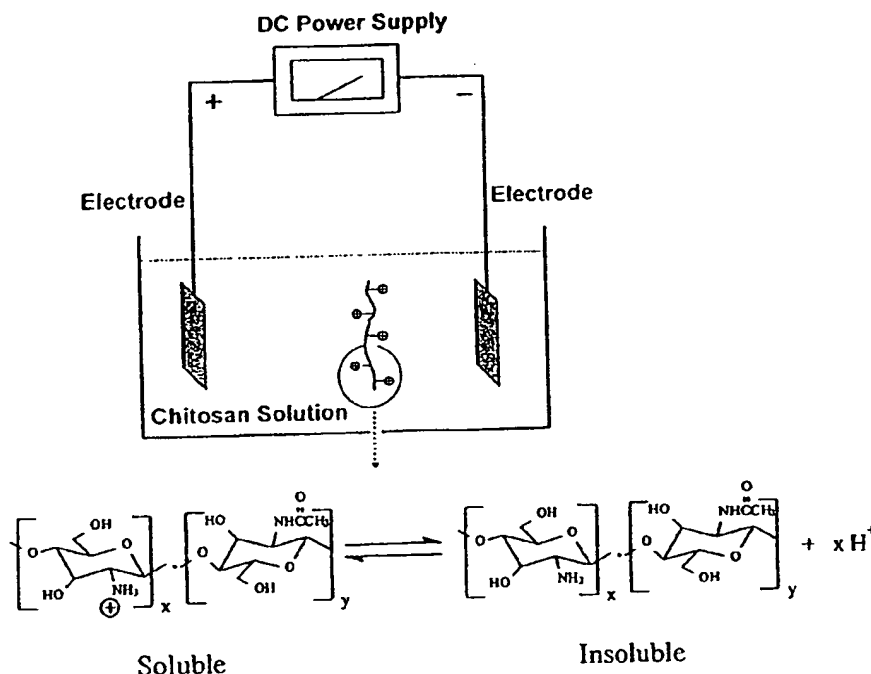 DC Power Supply
+ −
Electrode Electrode
Chitosan Solution
O
O
NHCCH₃
NHCCH₃
OH
HO
OH
HO
O O O O O O O O + x H⁺
HO NH₃ OH
HO NH₂ OH
⊕ x y x y
Soluble Insoluble